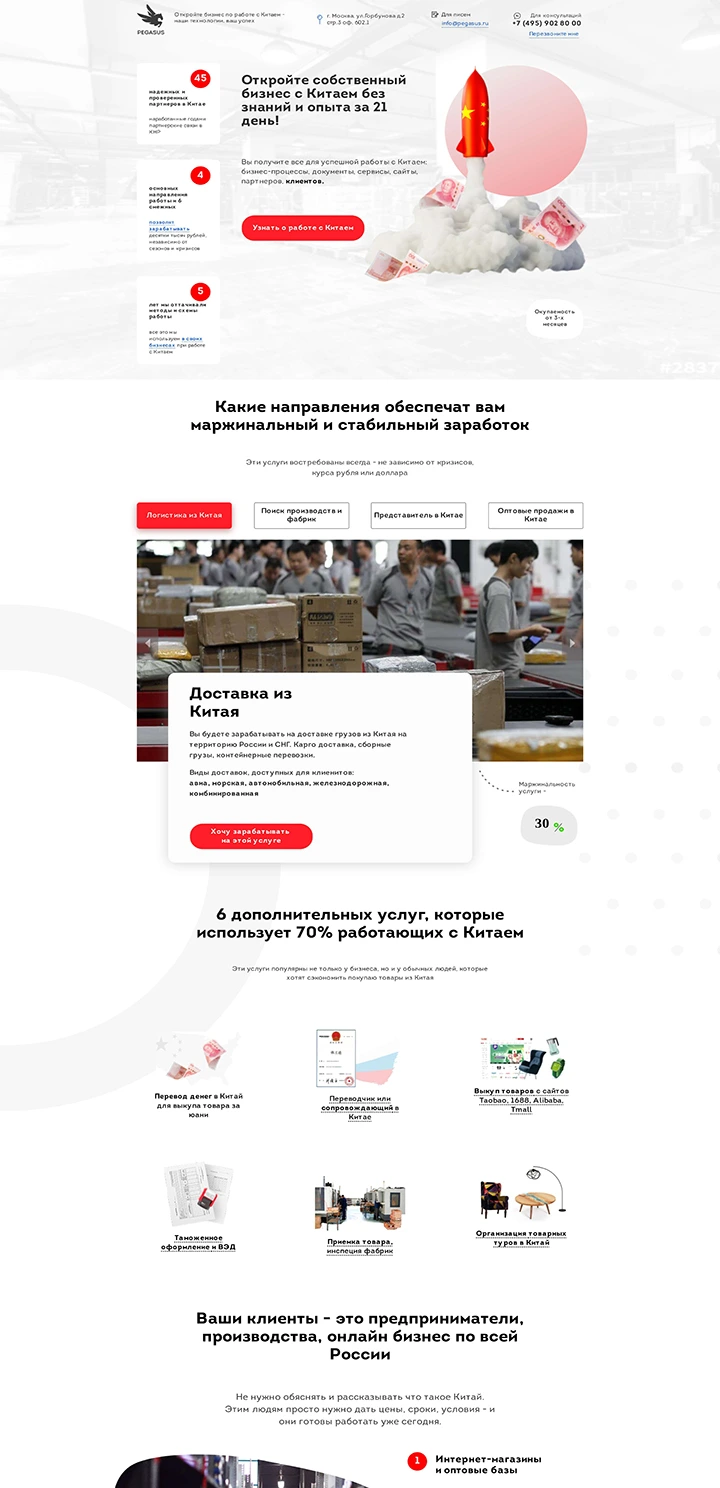 PEGASUS
Откройте бизнес по работе с Китаем -
наши технологии, ваш успех
г. Москва, ул.Горбунова д.2
стр.3 оф. 602.1
Для писем
info@pegasus.ru
Для консультаций
+7 (495) 902 80 00
Перезвоните мне
45
надежных и
проверенных
партнеров в Китае
наработанные годами
партнерские связи в
КНР
4
основных
направления
работы и 6
смежных
позволят
зарабатывать
десятки тысяч рублей,
независимо от
сезонов и кризисов
5
лет мы оттачивали
методы и схемы
работы
все это мы
используем в своих
бизнесах при работе
с Китаем
Откройте собственный
бизнес с Китаем без
знаний и опыта за 21
день!
Вы получите все для успешной работы с Китаем:
бизнес-процессы, документы, сервисы, сайты,
партнеров, клиентов.
Узнать о работе с Китаем
Окупаемость
от 3-х
месяцев
#2837
Какие направления обеспечат вам
маржинальный и стабильный заработок
Эти услуги востребованы всегда - не зависимо от кризисов,
курса рубля или доллара
Логистика из Китая
Поиск производств и
фабрик
Представитель в Китае
Оптовые продажи в
Китае
Доставка из
Китая
Вы будете зарабатывать на доставке грузов из Китая на
территорию России и СНГ. Карго доставка, сборные
грузы, контейнерные перевозки.
Виды доставок, доступных для клиенитов:
авиа, морская, автомобильная, железнодорожная,
комбинированная
Хочу зарабатывать
на этой услуге
Маржинальность
услуги -
30 %
6 дополнительных услуг, которые
использует 70% работающих с Китаем
Эти услуги популярны не только у бизнеса, но и у обычных людей, которые
хотят сэкономить покупаю товары из Китая
Перевод денег в Китай
для выкупа товара за
юани
Переводчик или
сопровождающий в
Китае
Выкуп товаров с сайтов
Taobao, 1688, Alibaba,
Tmall
Таможенное
оформление и ВЭД
Приемка товара,
инспеция фабрик
Организация товарных
туров в Китай
Ваши клиенты - это предприниматели,
производства, онлайн бизнес по всей
России
Не нужно обяснять и рассказывать что такое Китай.
Этим людям просто нужно дать цены, сроки, условия - и
они готовы работать уже сегодня.
1
Интернет-магазины
и оптовые базы